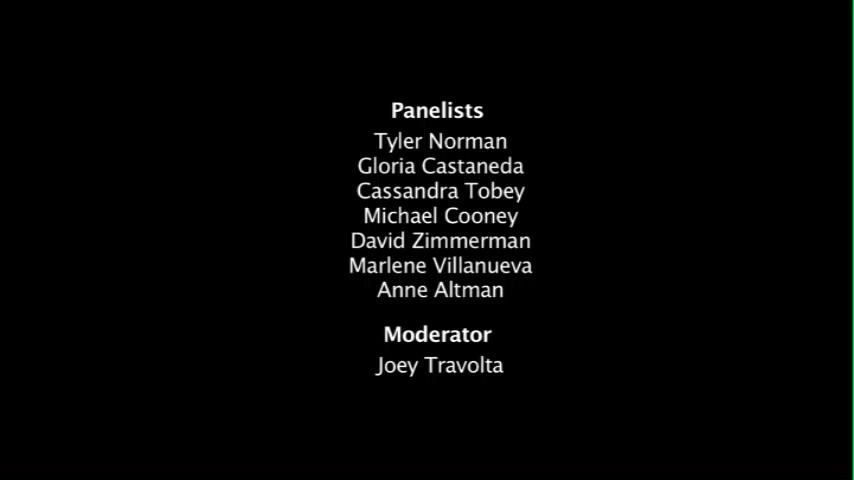 Panelists
Tyler Norman
Gloria Castaneda
Cassandra Tobey
Michael Cooney
David Zimmerman
Marlene Villanueva
Anne Altman
Moderator
Joey Travolta